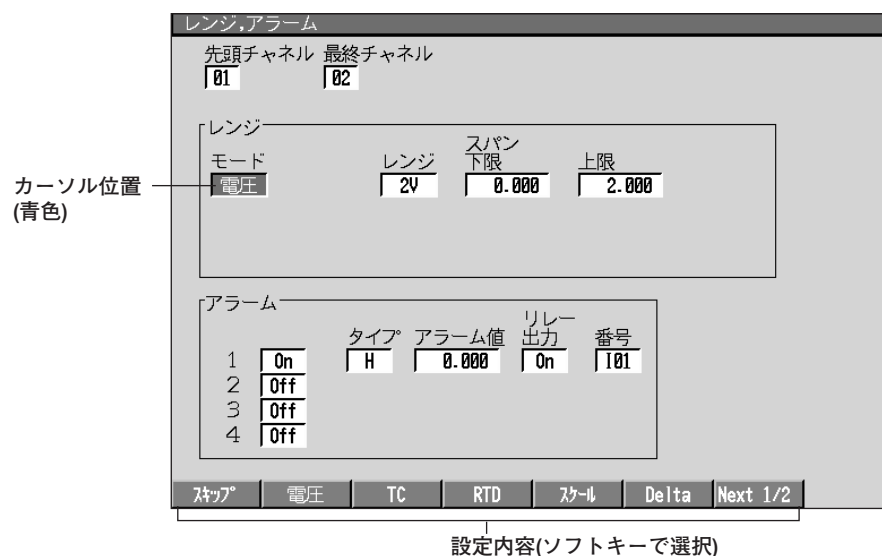 レンジ,アラーム
先頭チャネル 最終チャネル
01 02
レンジ
スパン
モード レンジ 下限 上限
電圧 2V 0.000 2.000
カーソル位置
(青色)
アラーム
リレー
タイプ アラーム値 出力 番号
1 On H 0.000 On I01
2 Off
3 Off
4 Off
スキップ 電圧 TC RTD スケール Delta Next 1/2
設定内容(ソフトキーで選択)